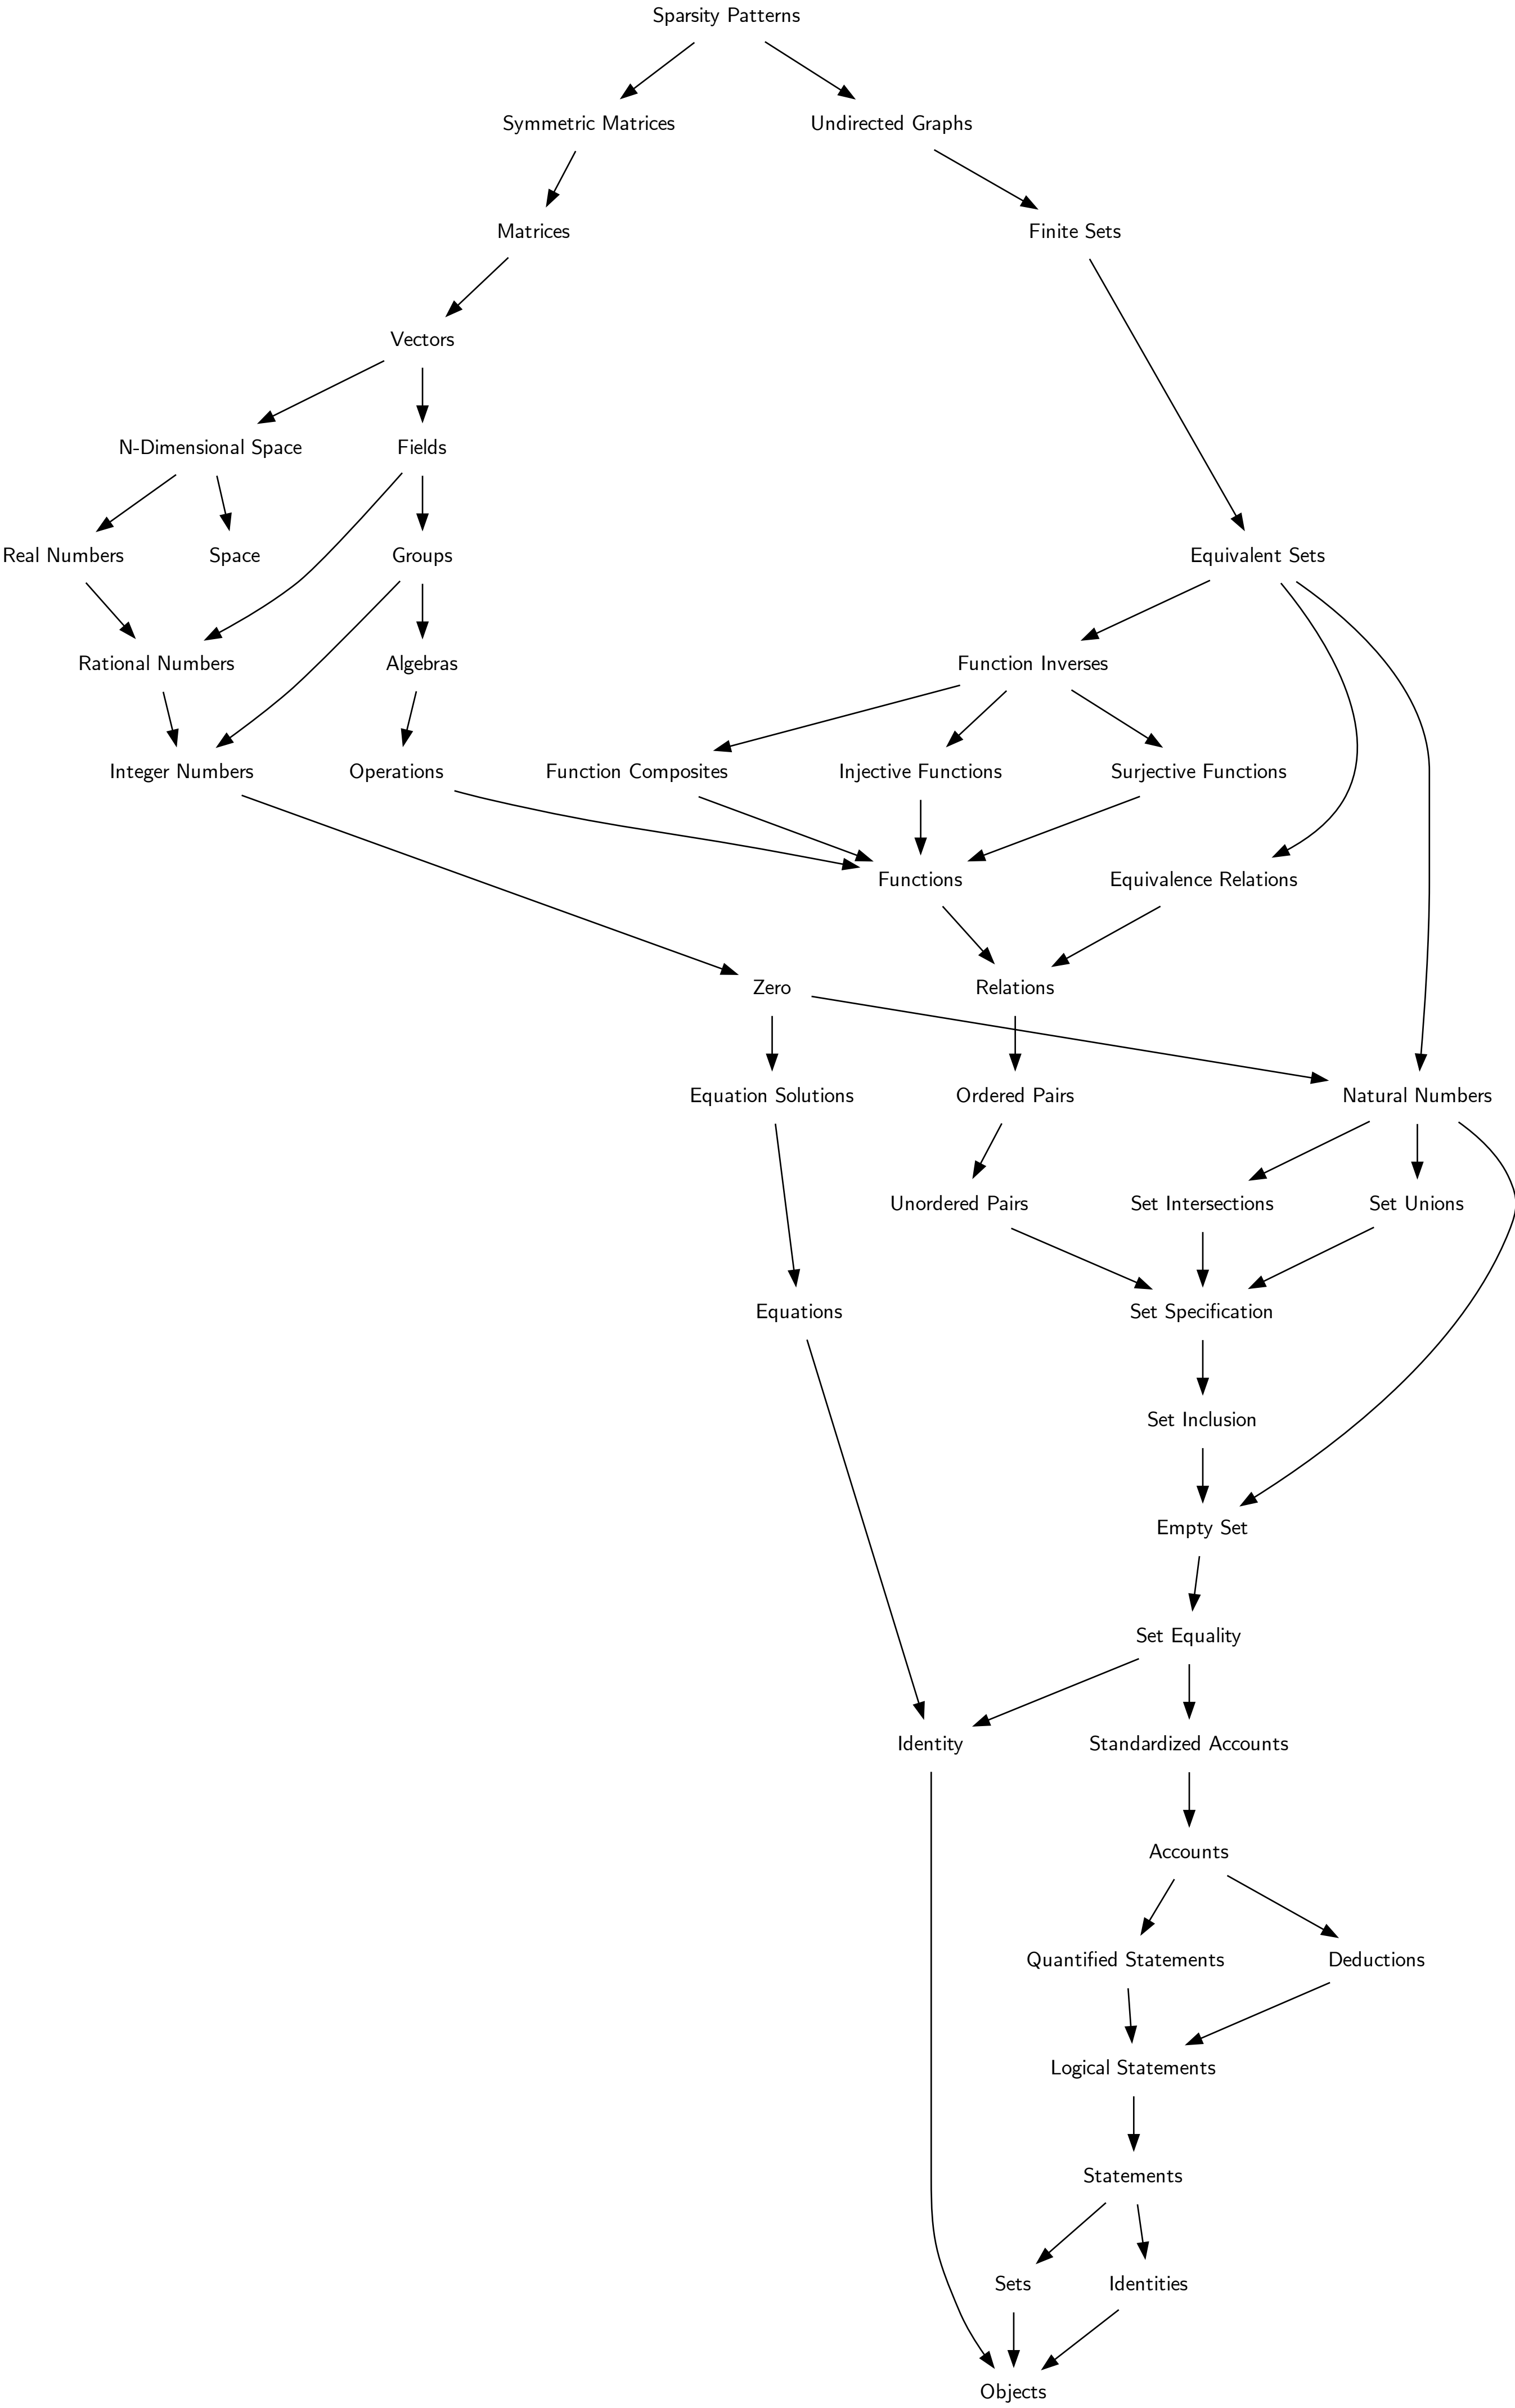 Sparsity Patterns
Symmetric Matrices
Undirected Graphs
Matrices
Finite Sets
Vectors
N-Dimensional Space
Fields
Real Numbers
Space
Groups
Equivalent Sets
Rational Numbers
Algebras
Function Inverses
Integer Numbers
Operations
Function Composites
Injective Functions
Surjective Functions
Functions
Equivalence Relations
Zero
Relations
Equation Solutions
Ordered Pairs
Natural Numbers
Unordered Pairs
Set Intersections
Set Unions
Equations
Set Specification
Set Inclusion
Empty Set
Set Equality
Identity
Standardized Accounts
Accounts
Quantified Statements
Deductions
Logical Statements
Statements
Sets
Identities
Objects